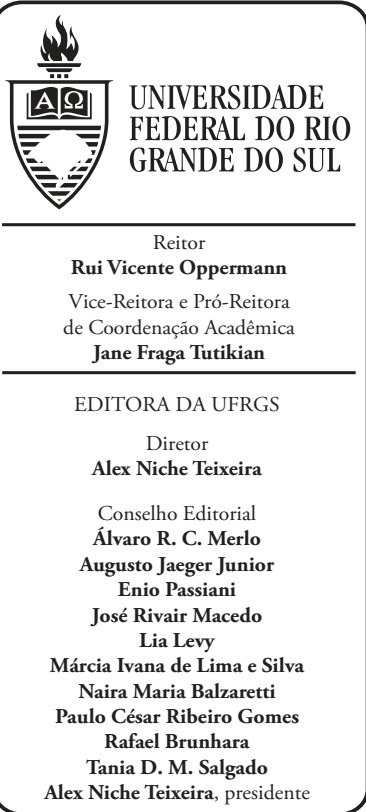 Α Ω
UNIVERSIDADE
FEDERAL DO RIO
GRANDE DO SUL
Reitor
Rui Vicente Oppermann
Vice-Reitora e Pró-Reitora
de Coordenação Acadêmica
Jane Fraga Tutikian
EDITORA DA UFRGS
Diretor
Alex Niche Teixeira
Conselho Editorial
Álvaro R. C. Merlo
Augusto Jaeger Junior
Enio Passiani
José Rivair Macedo
Lia Levy
Márcia Ivana de Lima e Silva
Naira Maria Balzaretti
Paulo César Ribeiro Gomes
Rafael Brunhara
Tania D. M. Salgado
Alex Niche Teixeira, presidente